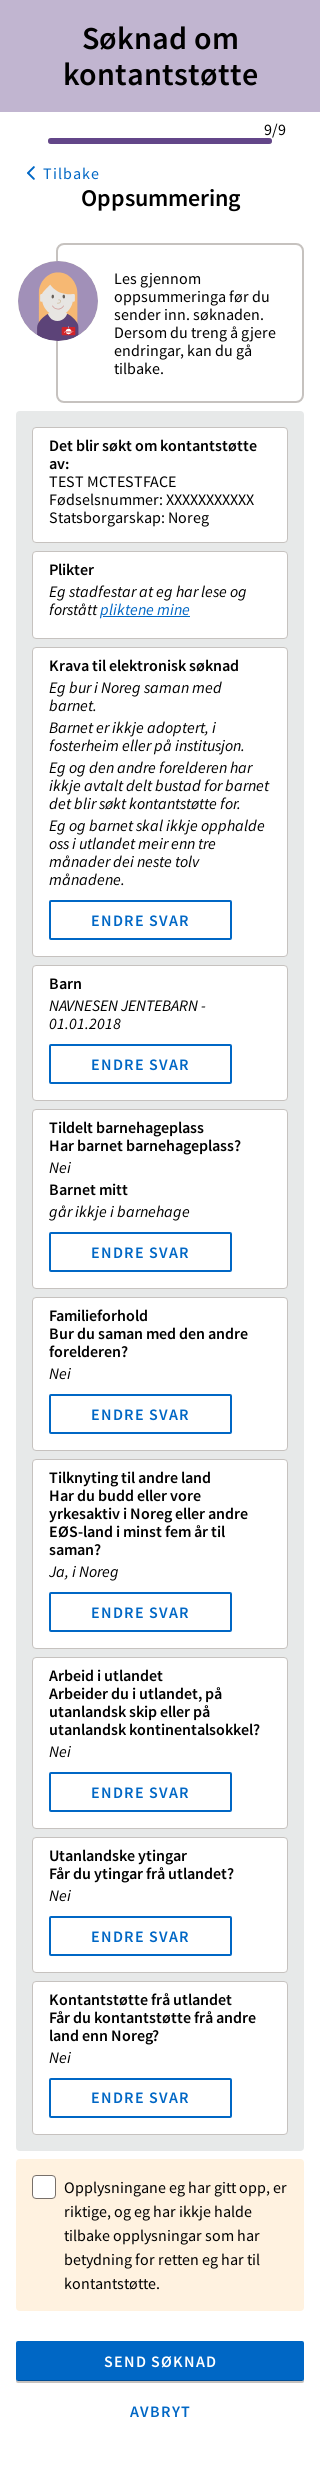 Søknad om
kontantstøtte
9/9
Tilbake
Oppsummering
Les gjennom
oppsummeringa før du
sender inn. søknaden.
Dersom du treng å gjere
endringar, kan du gå
tilbake.
Det blir søkt om kontantstøtte
av:
TEST MCTESTFACE
Fødselsnummer: XXXXXXXXXXX
Statsborgarskap: Noreg
Plikter
Eg stadfestar at eg har lese og
forstått pliktene mine
Krava til elektronisk søknad
Eg bur i Noreg saman med
barnet.
Barnet er ikkje adoptert, i
fosterheim eller på institusjon.
Eg og den andre forelderen har
ikkje avtalt delt bustad for barnet
det blir søkt kontantstøtte for.
Eg og barnet skal ikkje opphalde
oss i utlandet meir enn tre
månader dei neste tolv
månadene.
ENDRE SVAR
Barn
NAVNESEN JENTEBARN -
01.01.2018
ENDRE SVAR
Tildelt barnehageplass
Har barnet barnehageplass?
Nei
Barnet mitt
går ikkje i barnehage
ENDRE SVAR
Familieforhold
Bur du saman med den andre
forelderen?
Nei
ENDRE SVAR
Tilknyting til andre land
Har du budd eller vore
yrkesaktiv i Noreg eller andre
EØS-land i minst fem år til
saman?
Ja, i Noreg
ENDRE SVAR
Arbeid i utlandet
Arbeider du i utlandet, på
utanlandsk skip eller på
utanlandsk kontinentalsokkel?
Nei
ENDRE SVAR
Utanlandske ytingar
Får du ytingar frå utlandet?
Nei
ENDRE SVAR
Kontantstøtte frå utlandet
Får du kontantstøtte frå andre
land enn Noreg?
Nei
ENDRE SVAR
Opplysningane eg har gitt opp, er
riktige, og eg har ikkje halde
tilbake opplysningar som har
betydning for retten eg har til
kontantstøtte.
SEND SØKNAD
AVBRYT